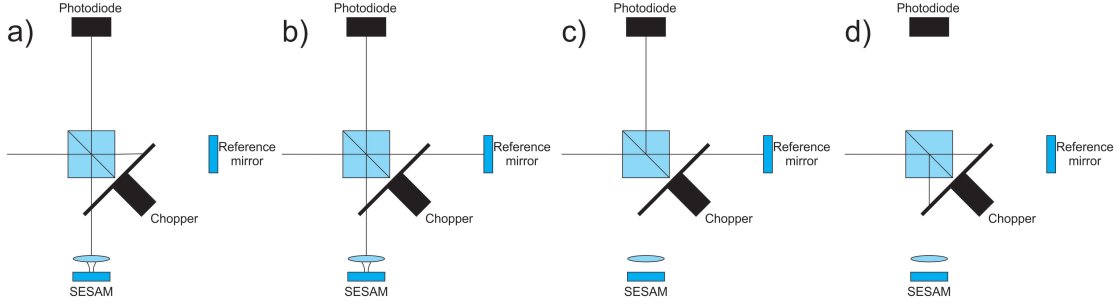 a)
Photodiode
Reference
mirror
Chopper
SESAM
b)
Photodiode
Reference
mirror
Chopper
SESAM
c)
Photodiode
Reference
mirror
Chopper
SESAM
d)
Photodiode
Reference
mirror
Chopper
SESAM